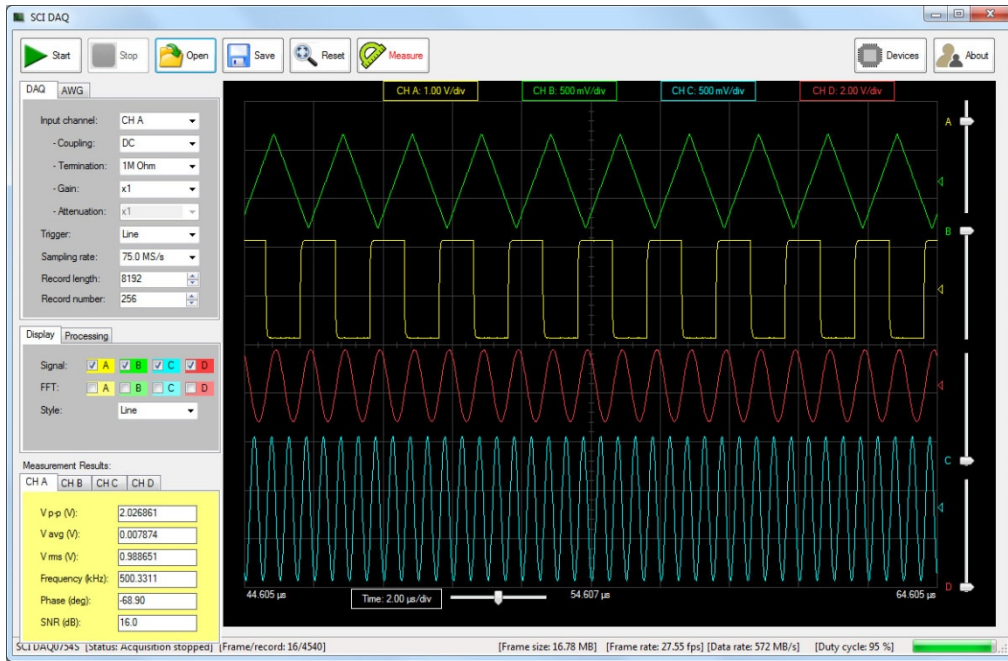 SCI DAQ
Start Stop Open Save Reset Measure Devices About
DAQ AWG
Input channel: CH A
- Coupling: DC
- Termination: 1M Ohm
- Gain: x1
- Attenuation: x1
Trigger: Line
Sampling rate: 75.0 MS/s
Record length: 8192
Record number: 256
Display Processing
Signal: A B C D
FFT: A B C D
Style: Line
Measurement Results:
CH A CH B CH C CH D
V p-p (V): 2.026861
V avg (V): 0.007874
V rms (V): 0.988651
Frequency (kHz): 500.3311
Phase (deg): -68.90
SNR (dB): 16.0
CH A: 1.00 V/div CH B: 500 mV/div CH C: 500 mV/div CH D: 2.00 V/div
A
B
C
D
44.605 µs 54.607 µs 64.605 µs
Time: 2.00 µs/div
SCI DAQ0754S [Status: Acquisition stopped] [Frame/record: 16/4540] [Frame size: 16.78 MB] [Frame rate: 27.55 fps] [Data rate: 572 MB/s] [Duty cycle: 95 %]